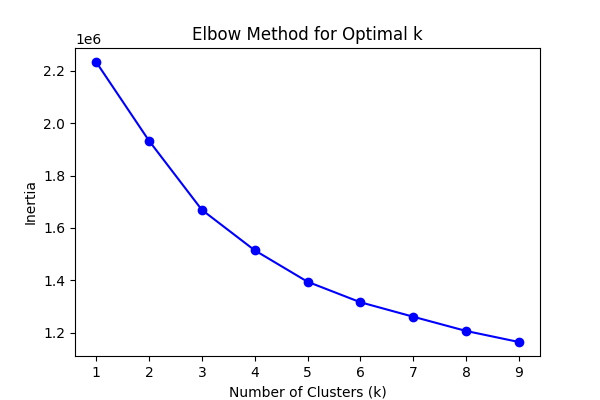 Elbow Method for Optimal k
1e6
2.2
2.0
1.8
1.6
1.4
1.2
Inertia
1 2 3 4 5 6 7 8 9
Number of Clusters (k)